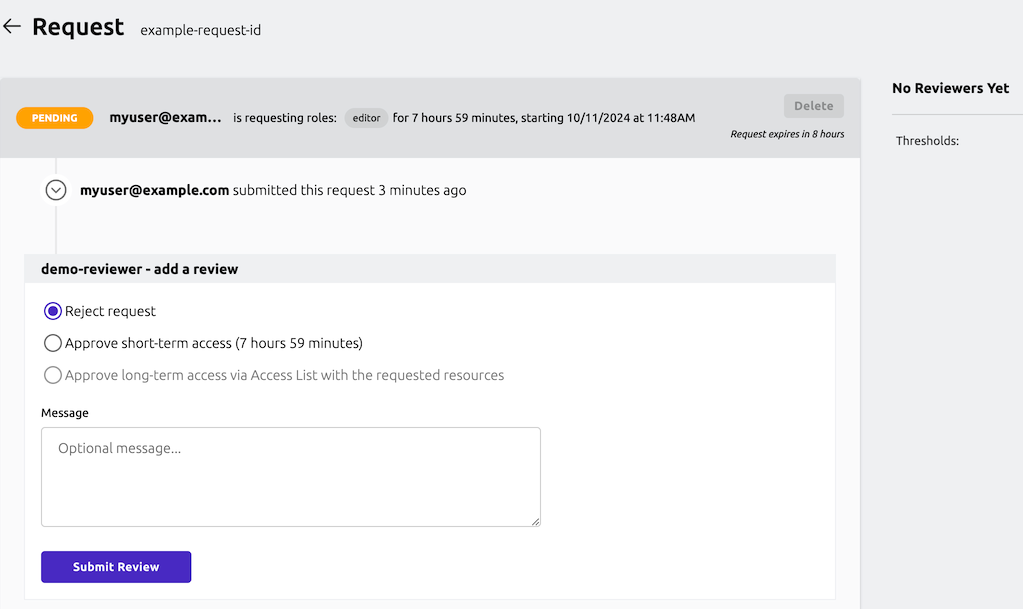 Request example-request-id
PENDING myuser@exam... is requesting roles: editor for 7 hours 59 minutes, starting 10/11/2024 at 11:48AM
Delete
Request expires in 8 hours
myuser@example.com submitted this request 3 minutes ago
demo-reviewer - add a review
Reject request
Approve short-term access (7 hours 59 minutes)
Approve long-term access via Access List with the requested resources
Message
Optional message...
Submit Review
No Reviewers Yet
Thresholds: